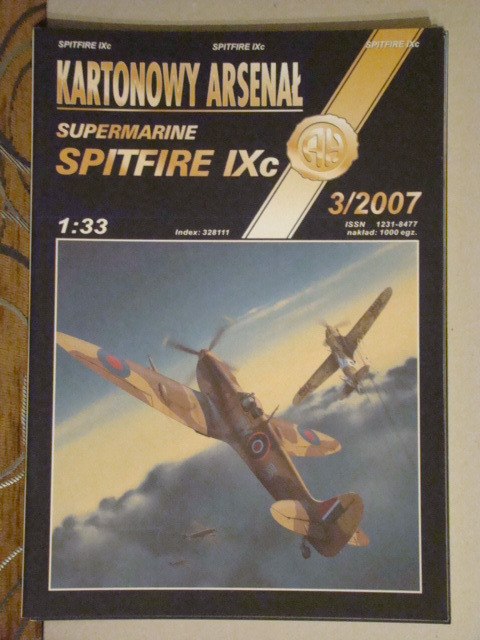 SPITFIRE IXc SPITFIRE IXc SPITFIRE IXc
KARTONOWY ARSENAŁ
SUPERMARINE
SPITFIRE IXc
AH
3/2007
1:33
Index: 328111
ISSN 1231-8477
nakład: 1000 egz.